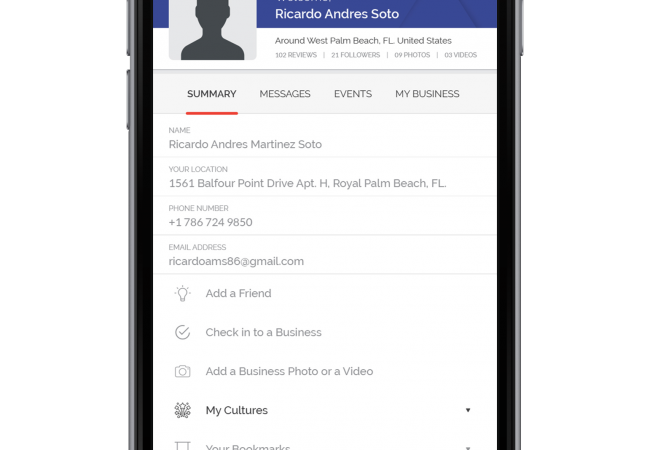 Welcome,
Ricardo Andres Soto
Around West Palm Beach, FL. United States
102 REVIEWS | 21 FOLLOWERS | 09 PHOTOS | 03 VIDEOS
SUMMARY MESSAGES EVENTS MY BUSINESS
NAME
Ricardo Andres Martinez Soto
YOUR LOCATION
1561 Balfour Point Drive Apt. H, Royal Palm Beach, FL.
PHONE NUMBER
+1 786 724 9850
EMAIL ADDRESS
ricardoams86@gmail.com
Add a Friend
Check in to a Business
Add a Business Photo or a Video
My Cultures
Your Bookmarks